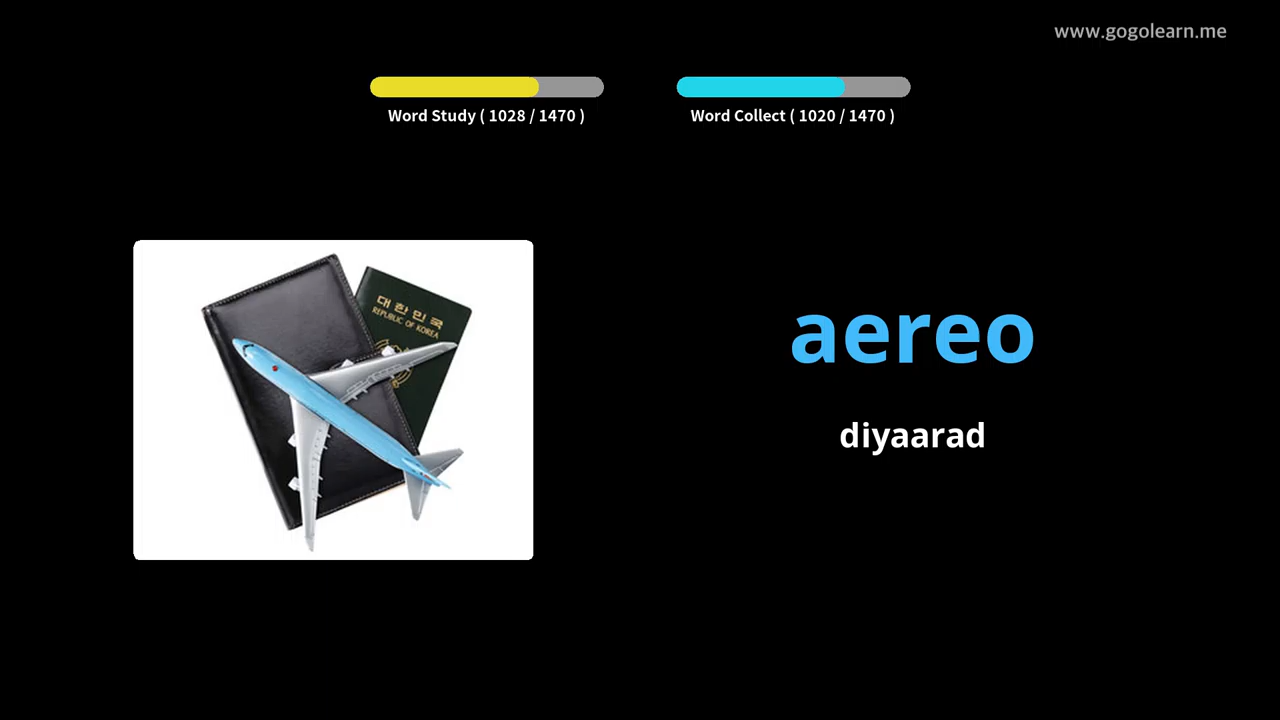 www.gogolearn.me
Word Study ( 1028 / 1470 )
Word Collect ( 1020 / 1470 )
대한민국
REPUBLIC OF KOREA
aereo
diyaarad